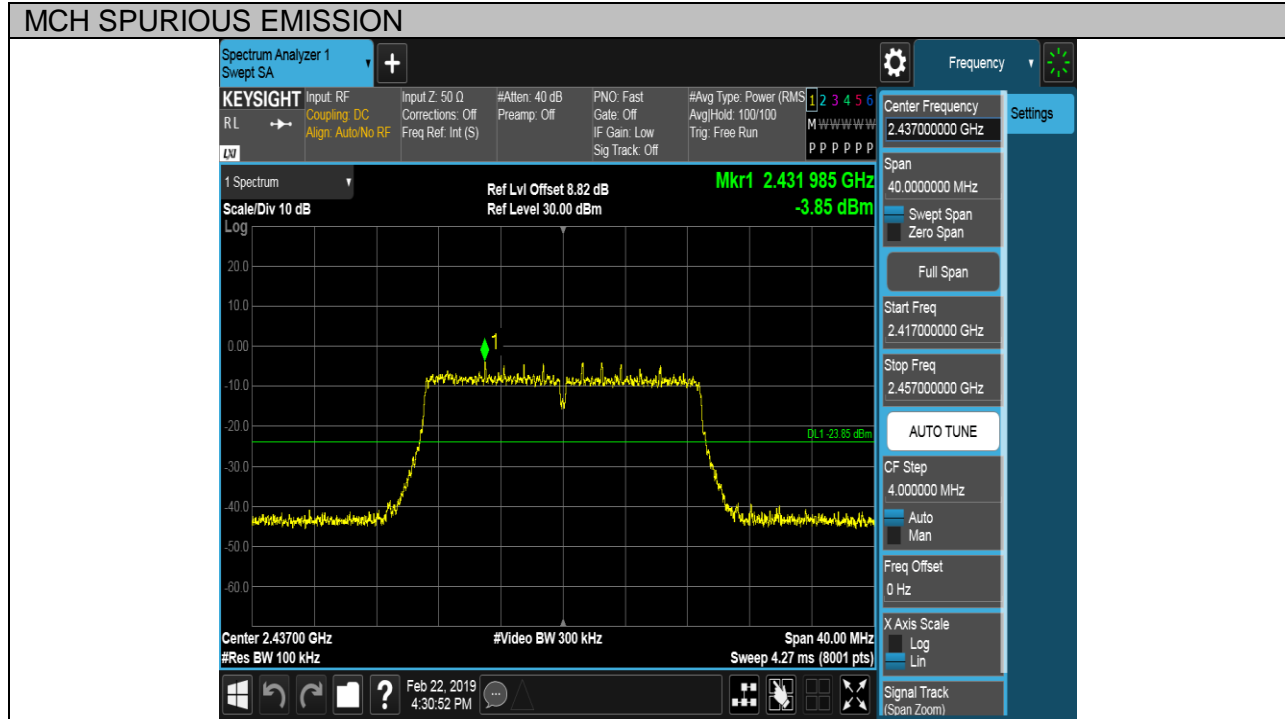 MCH SPURIOUS EMISSION
Spectrum Analyzer 1
Swept SA
+
Frequency
KEYSIGHT
RL
LXI
Input: RF
Coupling: DC
Align: Auto/No RF
Input Z: 50 Ω
Corrections: Off
Freq Ref: Int (S)
#Atten: 40 dB
Preamp: Off
PNO: Fast
Gate: Off
IF Gain: Low
Sig Track: Off
#Avg Type: Power (RMS
Avg|Hold: 100/100
Trig: Free Run
1 2 3 4 5 6
M W W W W W
P P P P P P
1 Spectrum
Scale/Div 10 dB
Log
Ref Lvl Offset 8.82 dB
Ref Level 30.00 dBm
Mkr1 2.431 985 GHz
-3.85 dBm
20.0
10.0
0.00
1
-10.0
-20.0
DL1 -23.85 dBm
-30.0
-40.0
-50.0
-60.0
Center 2.43700 GHz
#Res BW 100 kHz
#Video BW 300 kHz
Span 40.00 MHz
Sweep 4.27 ms (8001 pts)
Center Frequency
2.437000000 GHz
Settings
Span
40.0000000 MHz
Swept Span
Zero Span
Full Span
Start Freq
2.417000000 GHz
Stop Freq
2.457000000 GHz
AUTO TUNE
CF Step
4.000000 MHz
Auto
Man
Freq Offset
0 Hz
X Axis Scale
Log
Lin
Signal Track
(Span Zoom)
?
Feb 22, 2019
4:30:52 PM